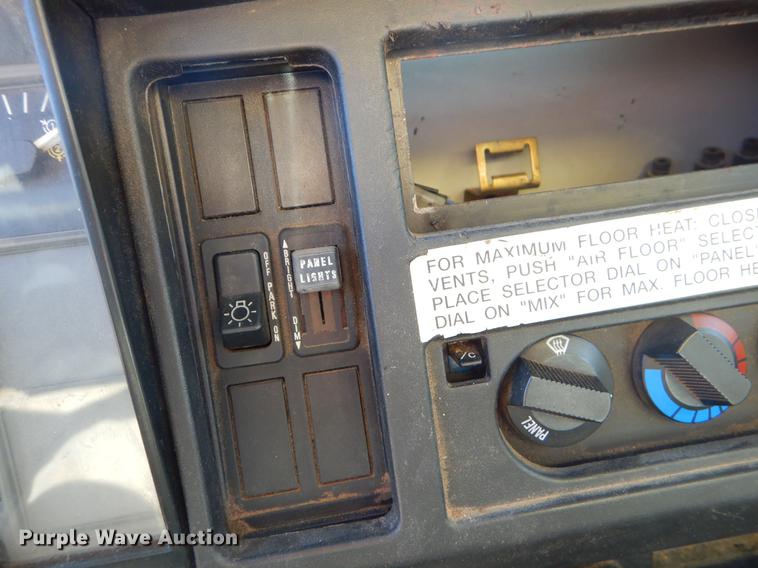 OFF PARK ON
▲BRIGHT DIM▼
PANEL
LIGHTS
FOR MAXIMUM FLOOR HEAT: CLOSE
VENTS, PUSH "AIR FLOOR" SELEC
PLACE SELECTOR DIAL ON "PANEL"
DIAL ON "MIX" FOR MAX. FLOOR HE
/C
PANEL
Purple Wave Auction